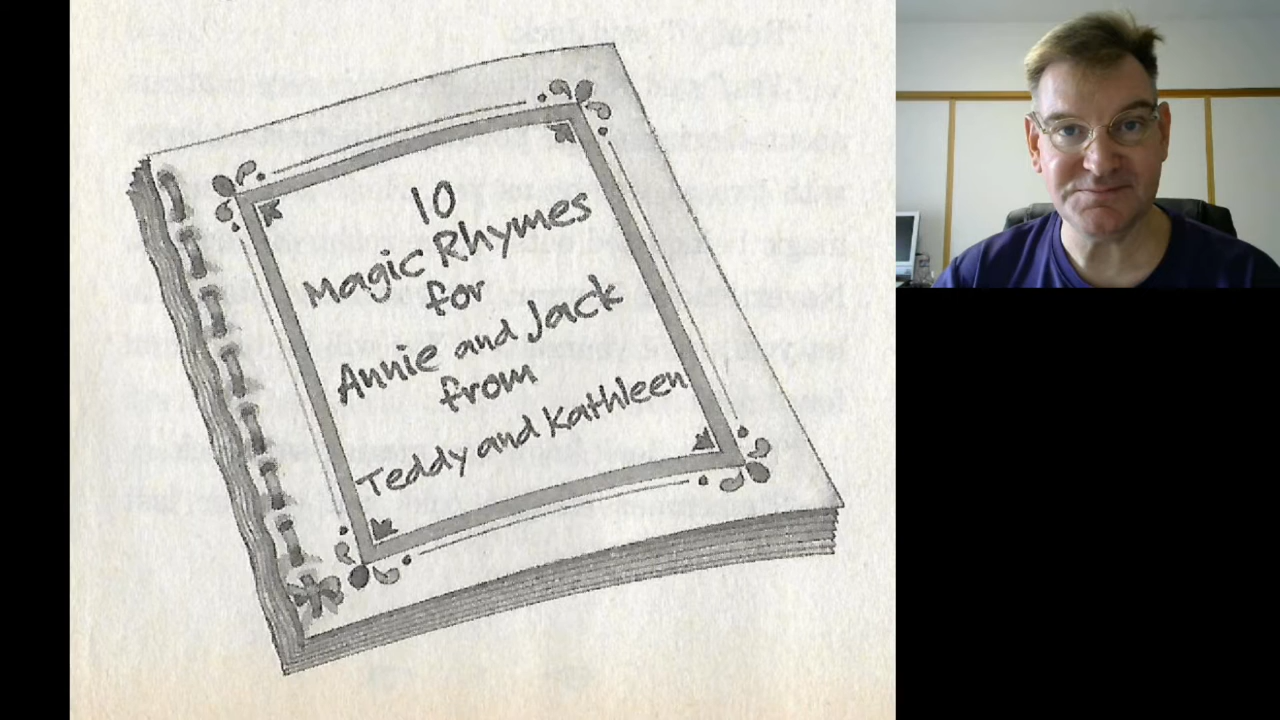 10
Magic Rhymes
for
Annie and Jack
from
Teddy and Kathleen